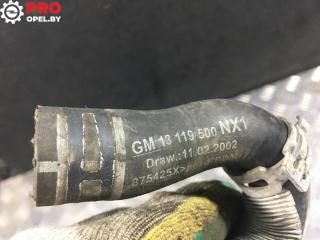 PRO
OPEL.BY
GM 13 119 500 NX1
Draw.:11.02.2002